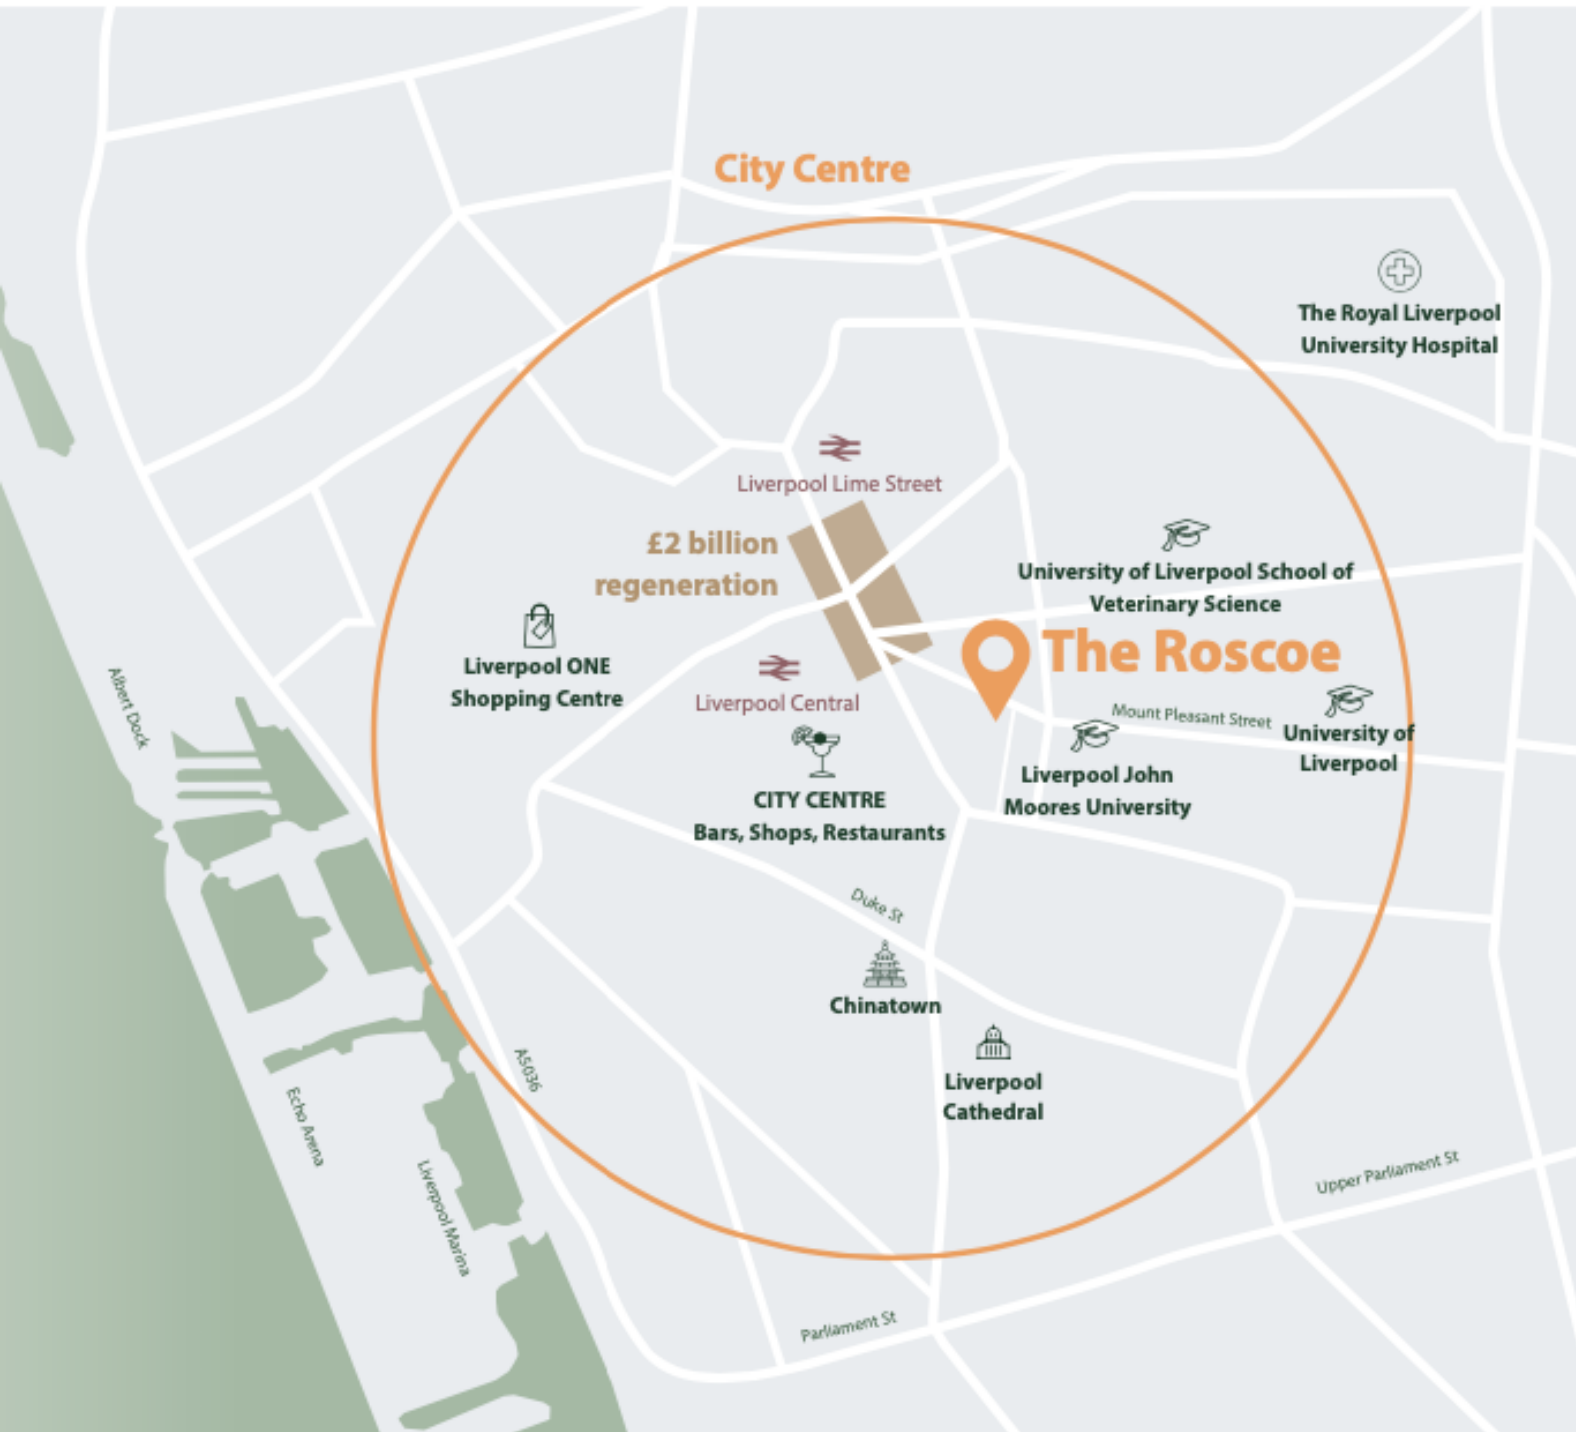 City Centre
The Royal Liverpool
University Hospital
Liverpool Lime Street
£2 billion
regeneration
University of Liverpool School of
Veterinary Science
Liverpool ONE
Shopping Centre
The Roscoe
Liverpool Central
Mount Pleasant Street
University of
Liverpool
Albert Dock
Liverpool John
Moores University
CITY CENTRE
Bars, Shops, Restaurants
Duke St
Chinatown
Liverpool
Cathedral
A5036
Echo Arena
Liverpool Marina
Upper Parliament St
Parliament St